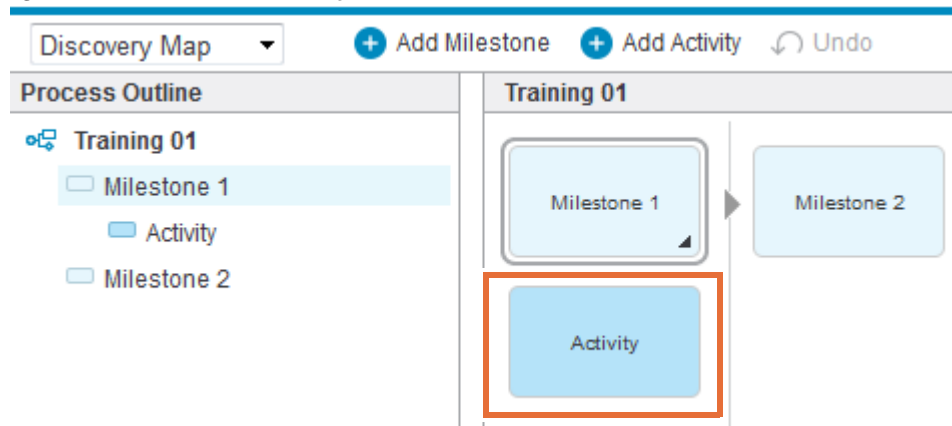 Discovery Map
Add Milestone
Add Activity
Undo
Process Outline
Training 01
Milestone 1
Activity
Milestone 2
Training 01
Milestone 1
Milestone 2
Activity